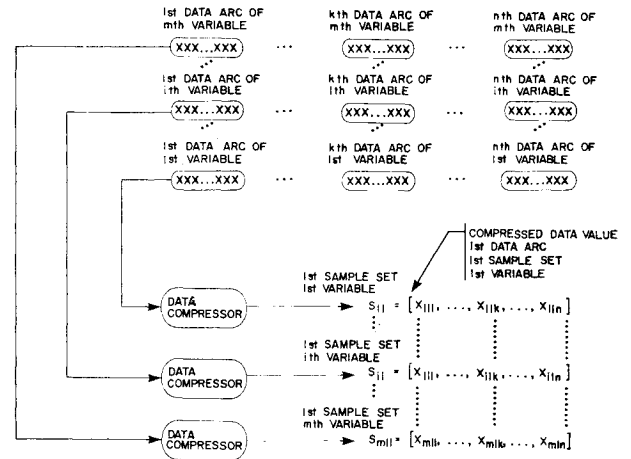 1st DATA ARC OF
mth VARIABLE
kth DATA ARC OF
mth VARIABLE
nth DATA ARC OF
mth VARIABLE
XXX...XXX ... XXX...XXX ... XXX...XXX
1st DATA ARC OF
ith VARIABLE
kth DATA ARC OF
ith VARIABLE
nth DATA ARC OF
ith VARIABLE
XXX...XXX ... XXX...XXX ... XXX...XXX
1st DATA ARC OF
1st VARIABLE
kth DATA ARC OF
1st VARIABLE
nth DATA ARC OF
1st VARIABLE
XXX...XXX ... XXX...XXX ... XXX...XXX
COMPRESSED DATA VALUE
1st DATA ARC
1st SAMPLE SET
1st VARIABLE
1st SAMPLE SET
1st VARIABLE
DATA
COMPRESSOR
S11 = [X111, ..., X11k, ..., X11n]
1st SAMPLE SET
ith VARIABLE
DATA
COMPRESSOR
Si1 = [Xi11, ..., Xi1k, ..., Xi1n]
1st SAMPLE SET
mth VARIABLE
DATA
COMPRESSOR
Sm11 = [Xm11, ..., Xm1k, ..., Xm1n]